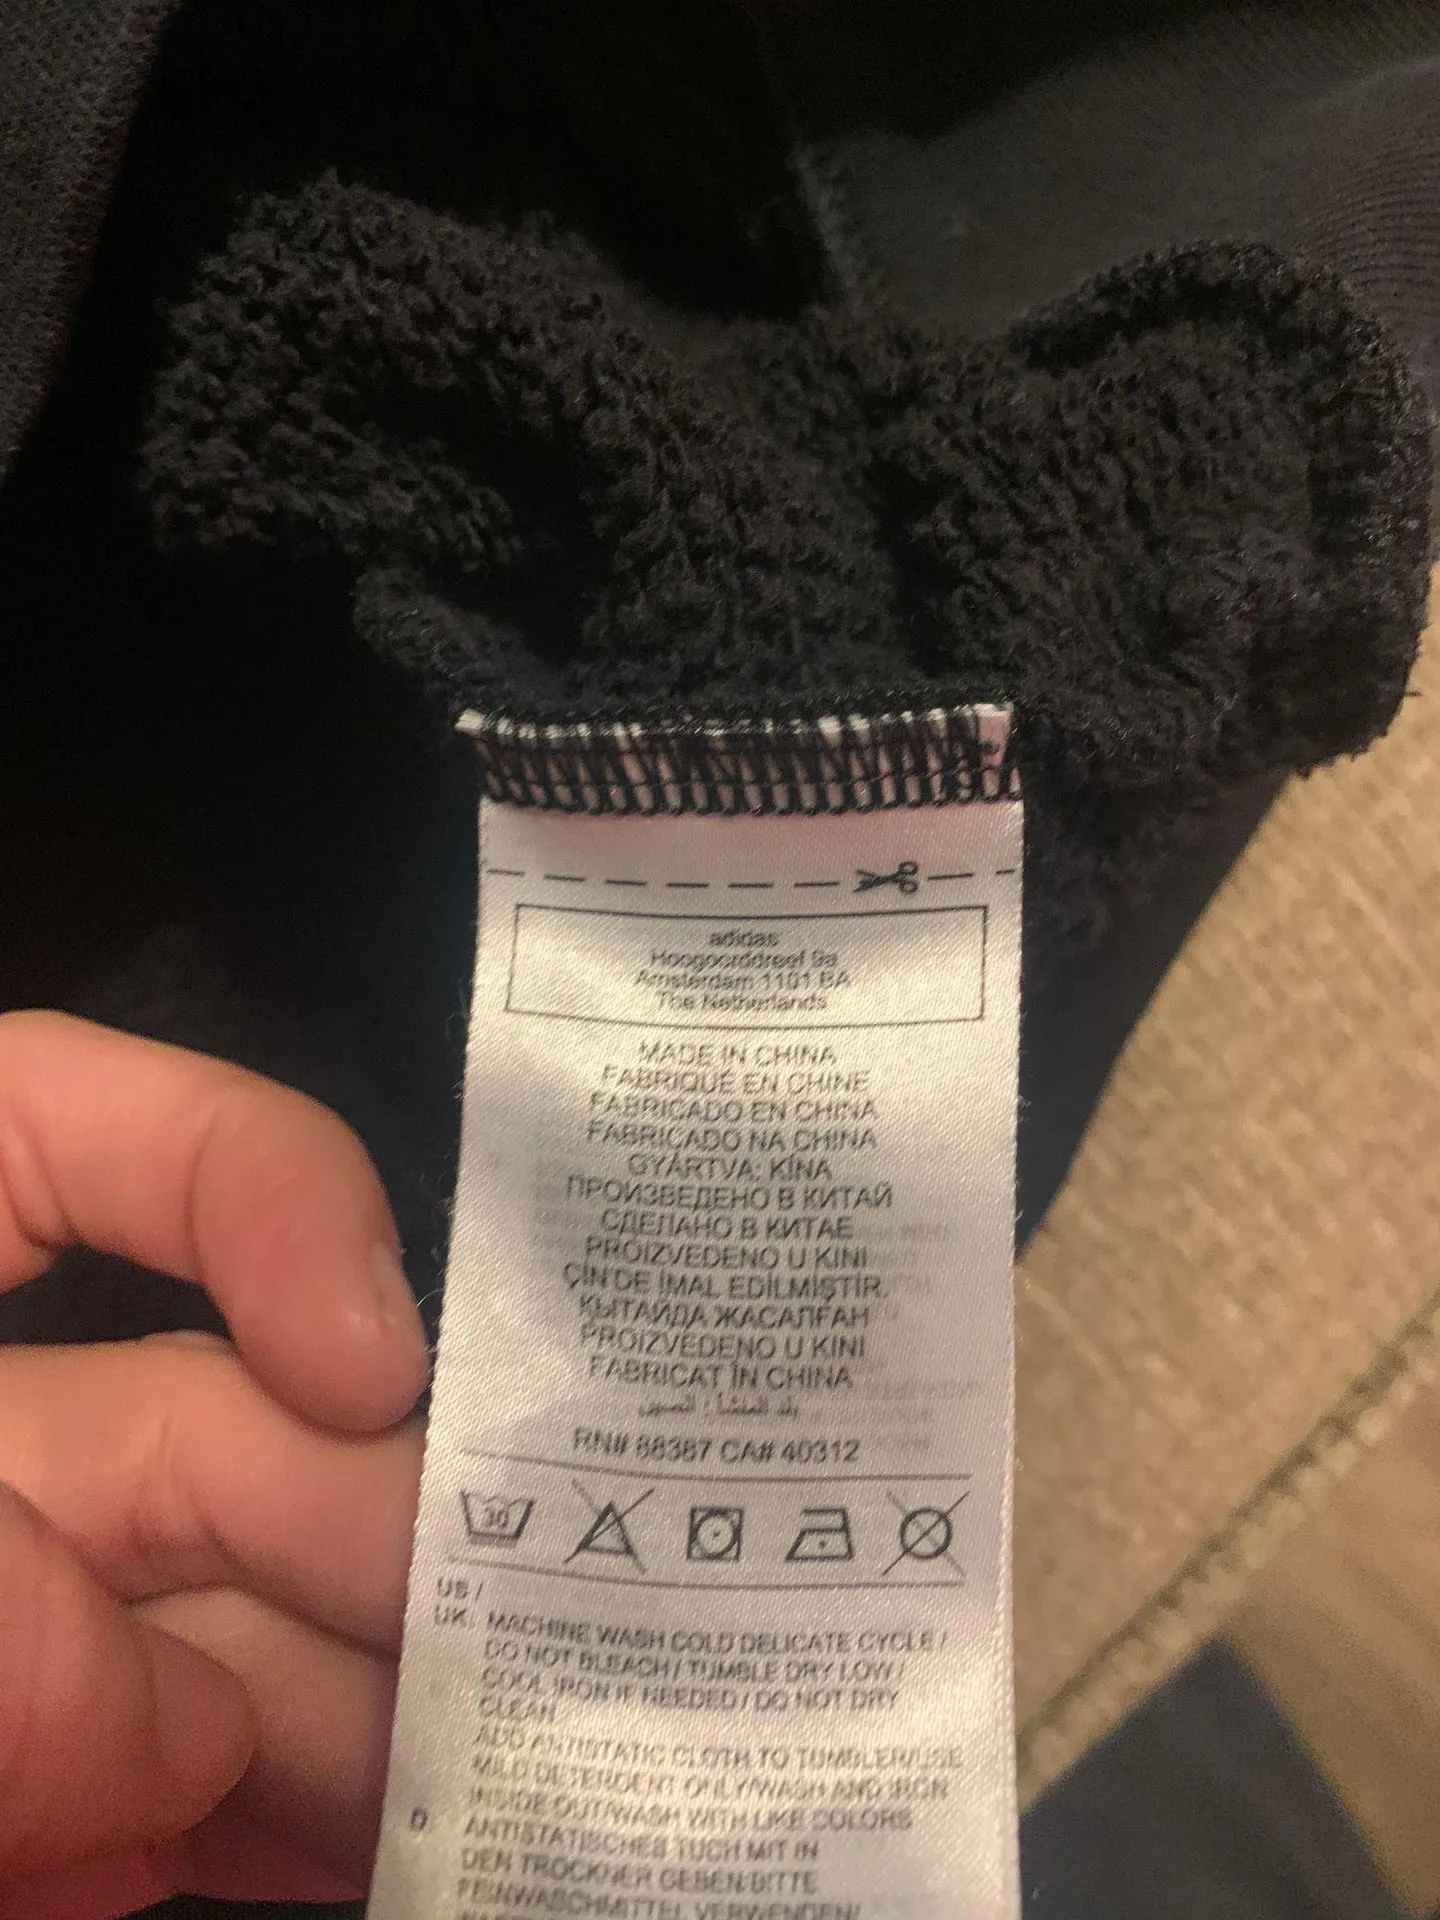 adidas
Hoogoorddreef 9a
Amsterdam 1101 BA
The Netherlands
MADE IN CHINA
FABRIQUÉ EN CHINE
FABRICADO EN CHINA
FABRICADO NA CHINA
GYÁRTVA: KÍNA
ПРОИЗВЕДЕНО В КИТАЙ
СДЕЛАНО В КИТАЕ
PROIZVEDENO U KINI
ÇİN'DE İMAL EDİLMİŞTİR.
ҚЫТАЙДА ЖАСАЛҒАН
PROIZVEDENO U KINI
FABRICAT ÎN CHINA
بلد المنشأ : الصين
RN# 88387 CA# 40312
30
US /
UK: MACHINE WASH COLD DELICATE CYCLE /
DO NOT BLEACH / TUMBLE DRY LOW /
COOL IRON IF NEEDED / DO NOT DRY
CLEAN
ADD ANTISTATIC CLOTH TO TUMBLER/USE
MILD DETERGENT ONLY/WASH AND IRON
INSIDE OUT/WASH WITH LIKE COLORS
D: ANTISTATISCHES TUCH MIT IN
DEN TROCKNER GEBEN/BITTE
FEINWASCHMITTEL VERWENDEN/